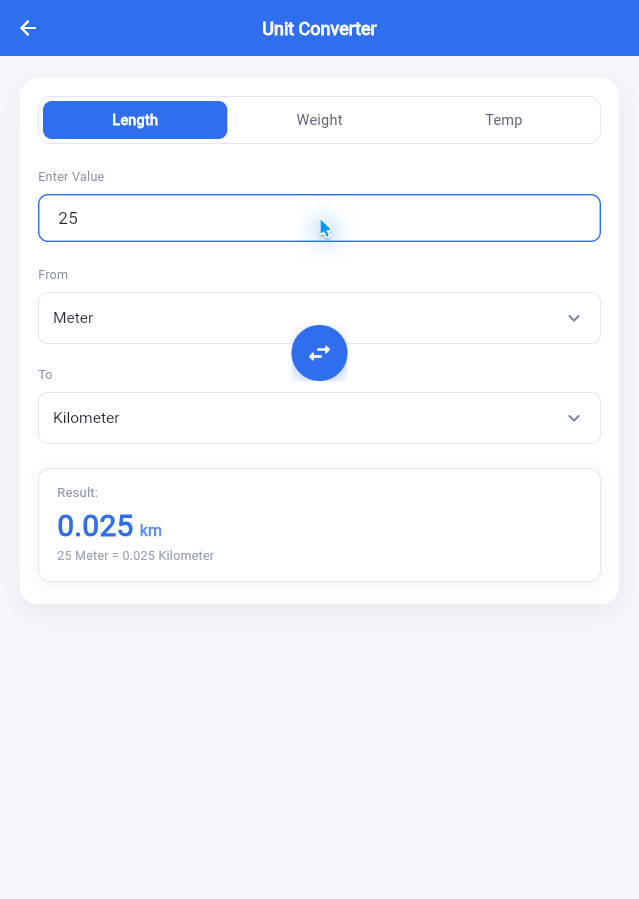 Unit Converter
Length Weight Temp
Enter Value
25
From
Meter
To
Kilometer
Result:
0.025 km
25 Meter = 0.025 Kilometer